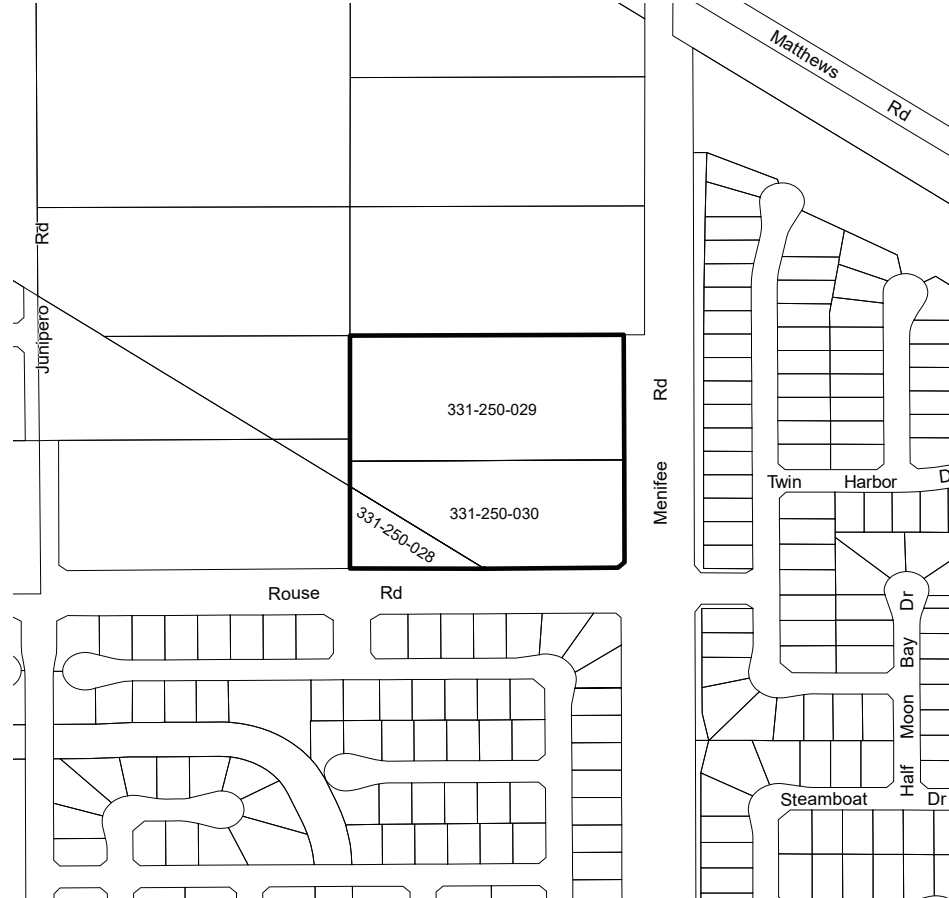 Matthews Rd
Junipero Rd
331-250-029
Menifee Rd
331-250-030
331-250-028
Twin Harbor D
Rouse Rd
Half Moon Bay Dr
Steamboat Dr